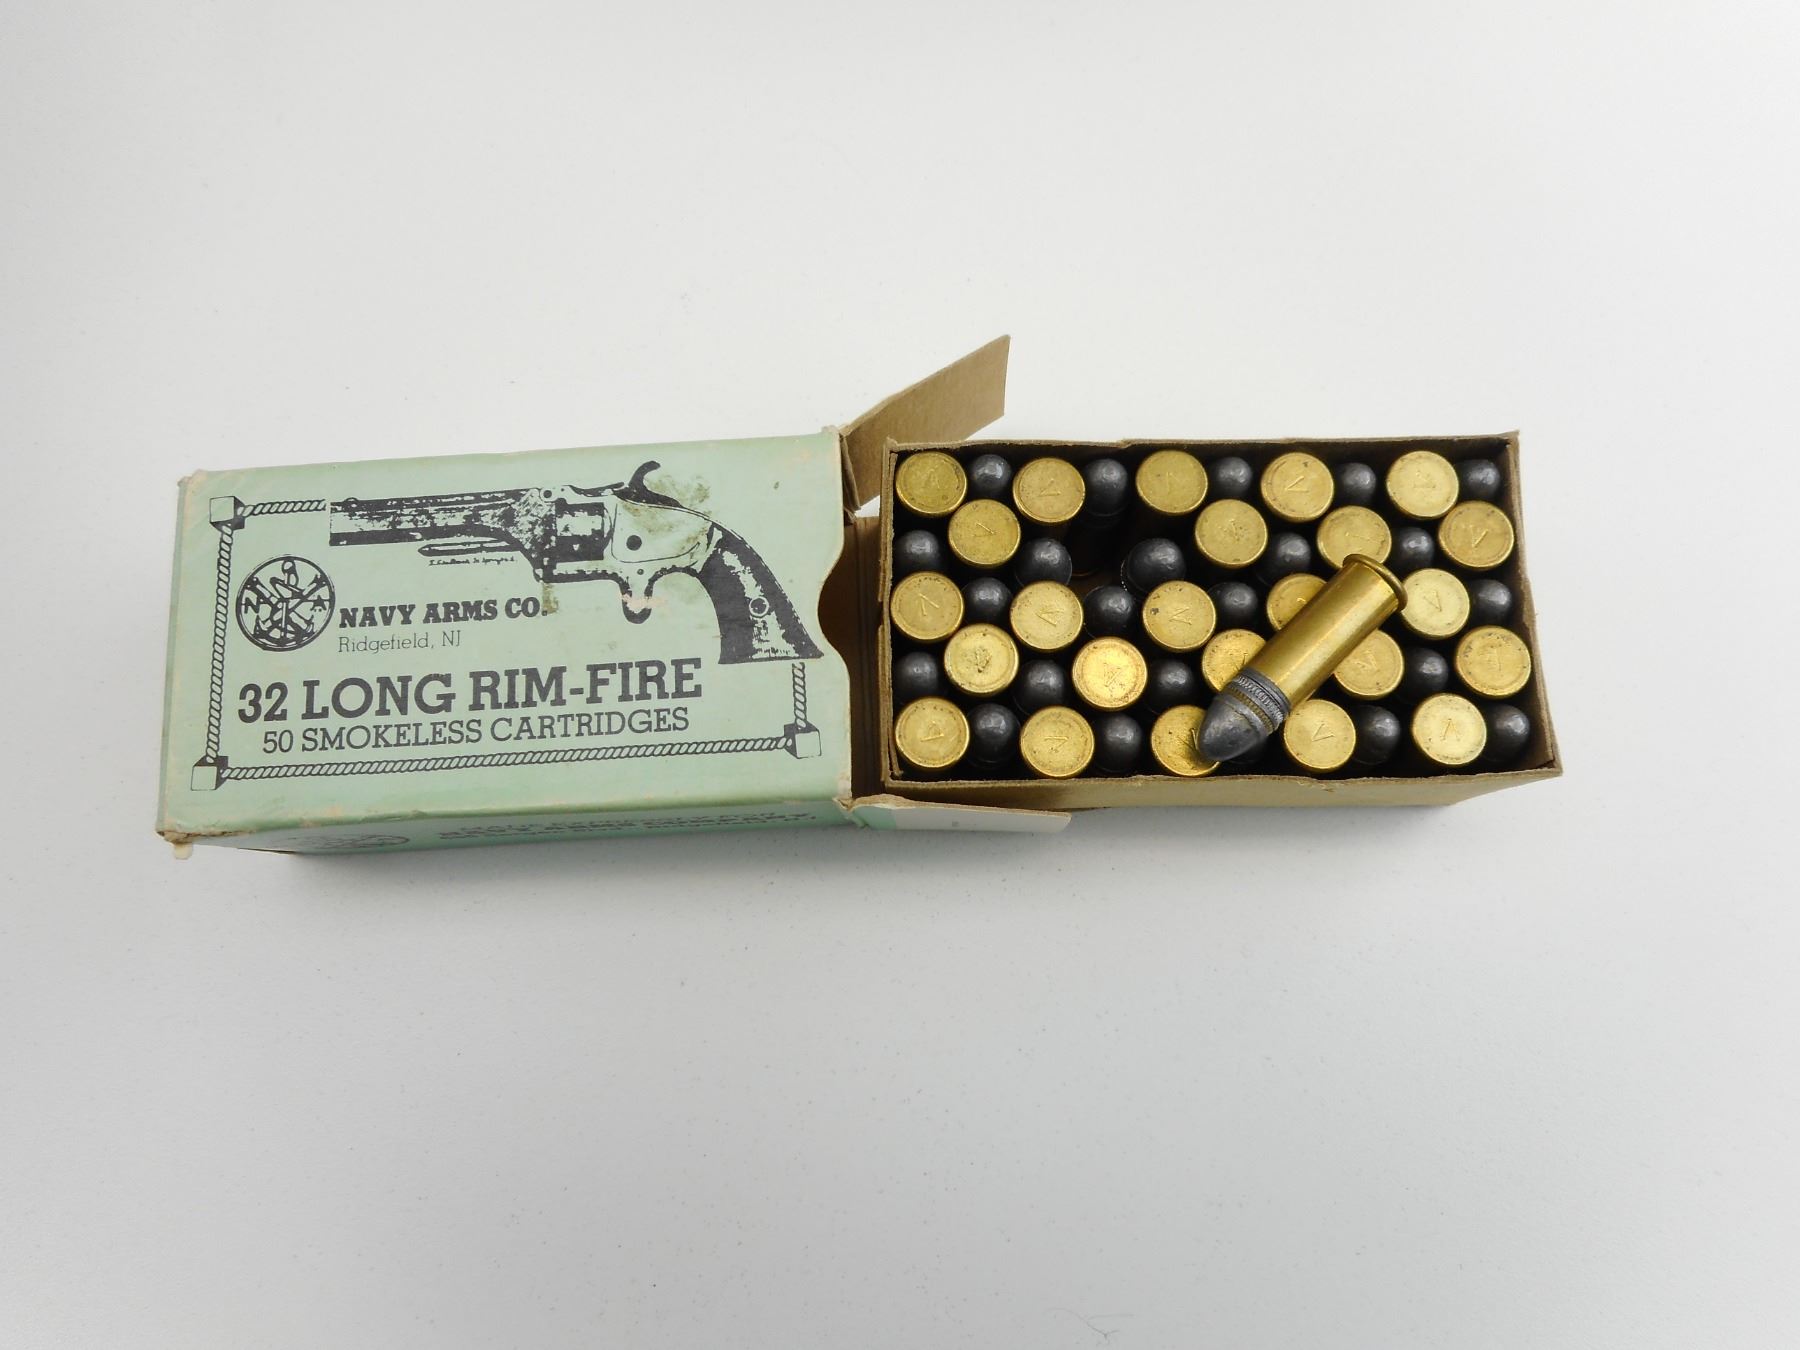 NAVY ARMS CO.
Ridgefield, NJ
32 LONG RIM-FIRE
50 SMOKELESS CARTRIDGES